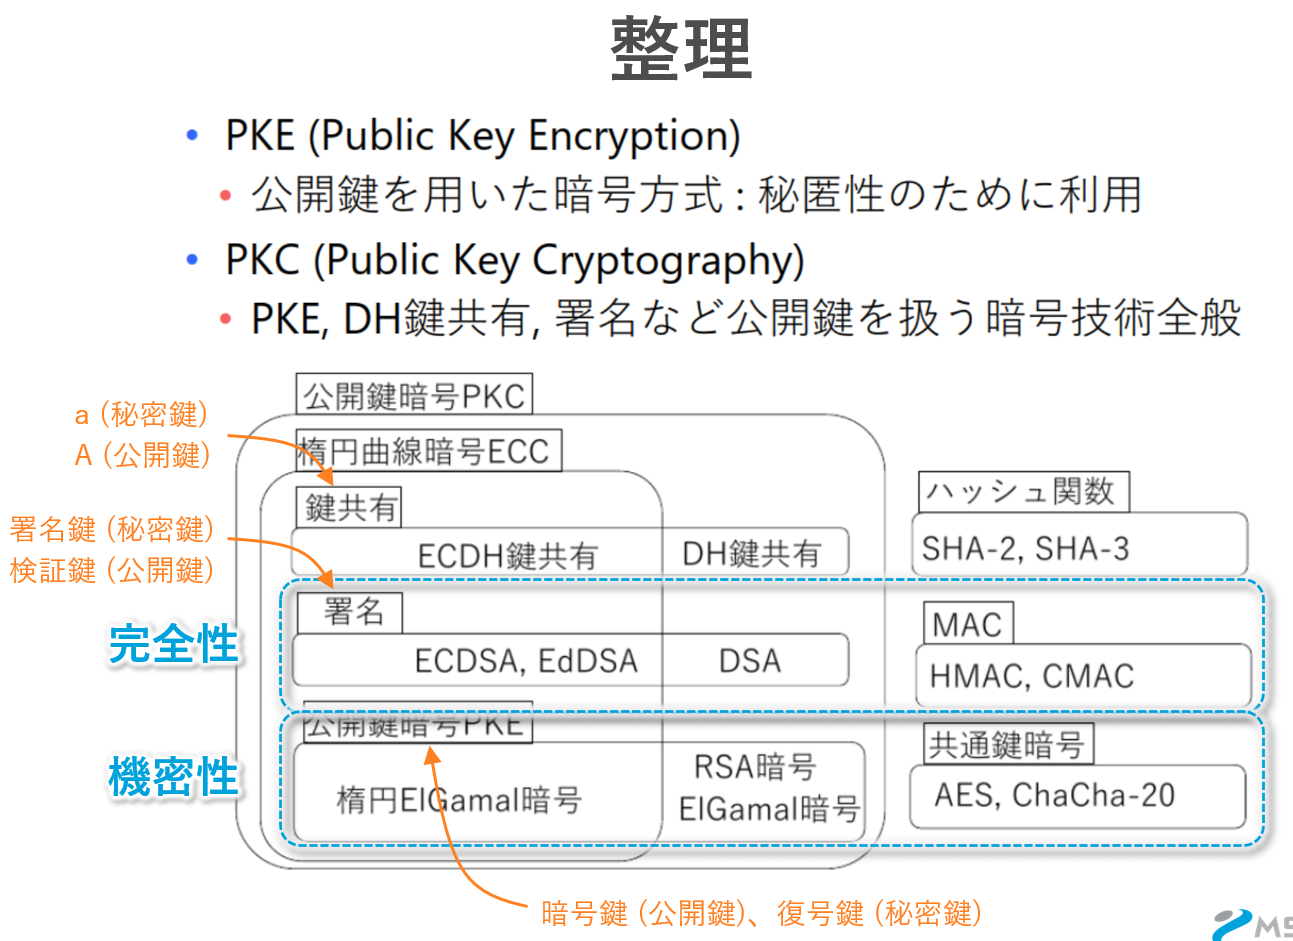 整理
• PKE (Public Key Encryption)
• 公開鍵を用いた暗号方式 : 秘匿性のために利用
• PKC (Public Key Cryptography)
• PKE, DH鍵共有, 署名など公開鍵を扱う暗号技術全般
公開鍵暗号PKC
a (秘密鍵)
A (公開鍵)
楕円曲線暗号ECC
鍵共有
ECDH鍵共有
DH鍵共有
ハッシュ関数
SHA-2, SHA-3
署名鍵 (秘密鍵)
検証鍵 (公開鍵)
完全性
署名
ECDSA, EdDSA
DSA
MAC
HMAC, CMAC
機密性
公開鍵暗号PKE
楕円ElGamal暗号
RSA暗号
ElGamal暗号
共通鍵暗号
AES, ChaCha-20
暗号鍵 (公開鍵)、復号鍵 (秘密鍵)